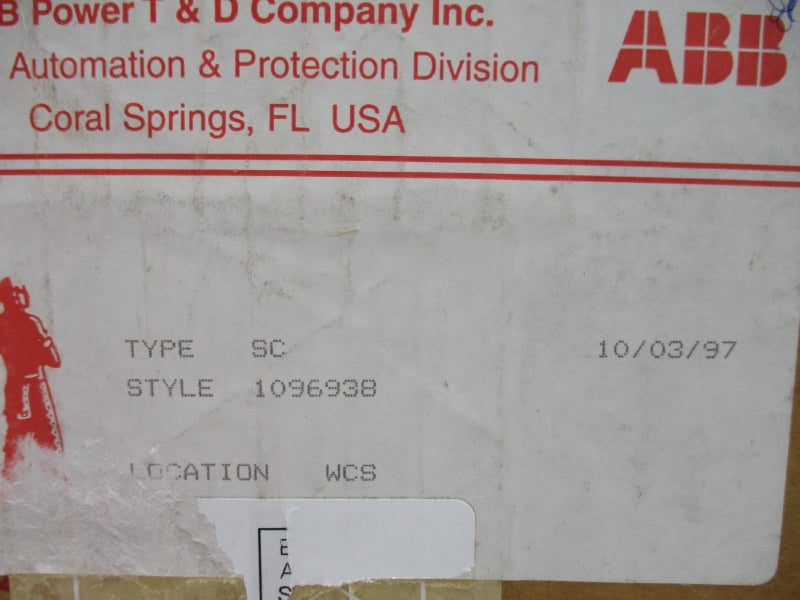 B Power T & D Company Inc.
ABB
Automation & Protection Division
Coral Springs, FL USA
TYPE SC 10/03/97
STYLE 1096938
LOCATION WCS